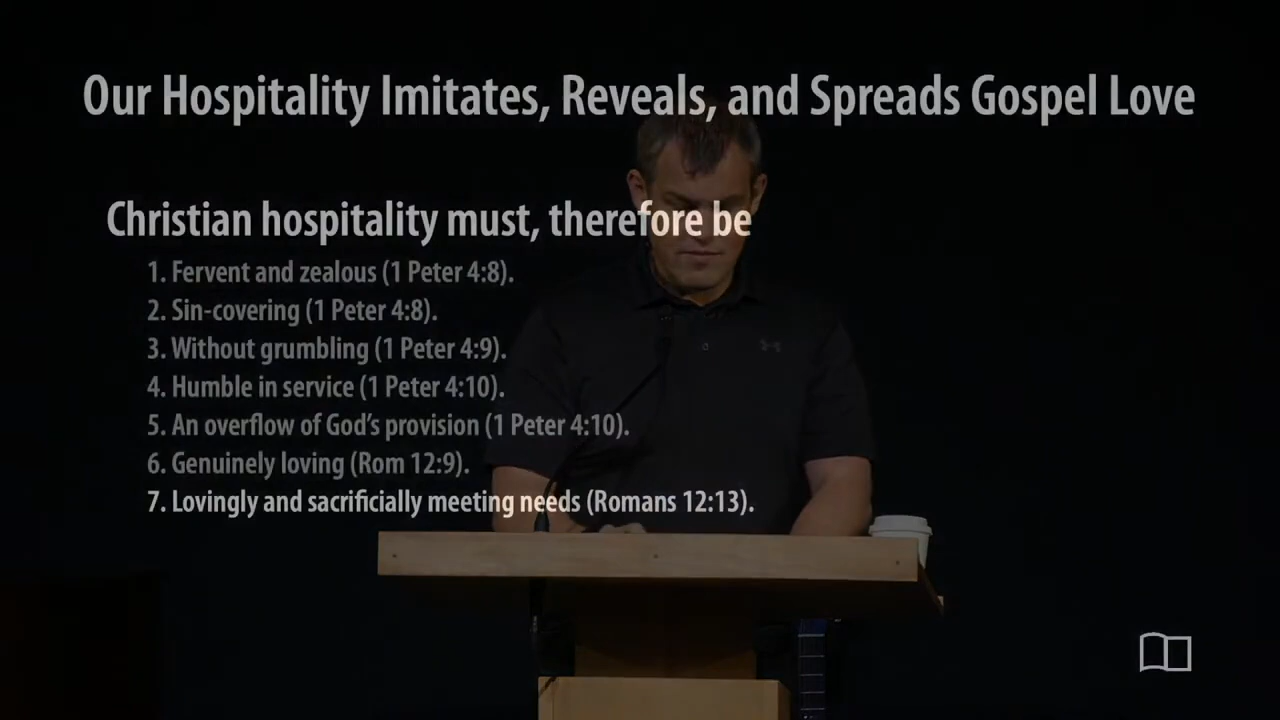 Our Hospitality Imitates, Reveals, and Spreads Gospel Love
Christian hospitality must, therefore be
1. Fervent and zealous (1 Peter 4:8).
2. Sin-covering (1 Peter 4:8).
3. Without grumbling (1 Peter 4:9).
4. Humble in service (1 Peter 4:10).
5. An overflow of God's provision (1 Peter 4:10).
6. Genuinely loving (Rom 12:9).
7. Lovingly and sacrificially meeting needs (Romans 12:13).